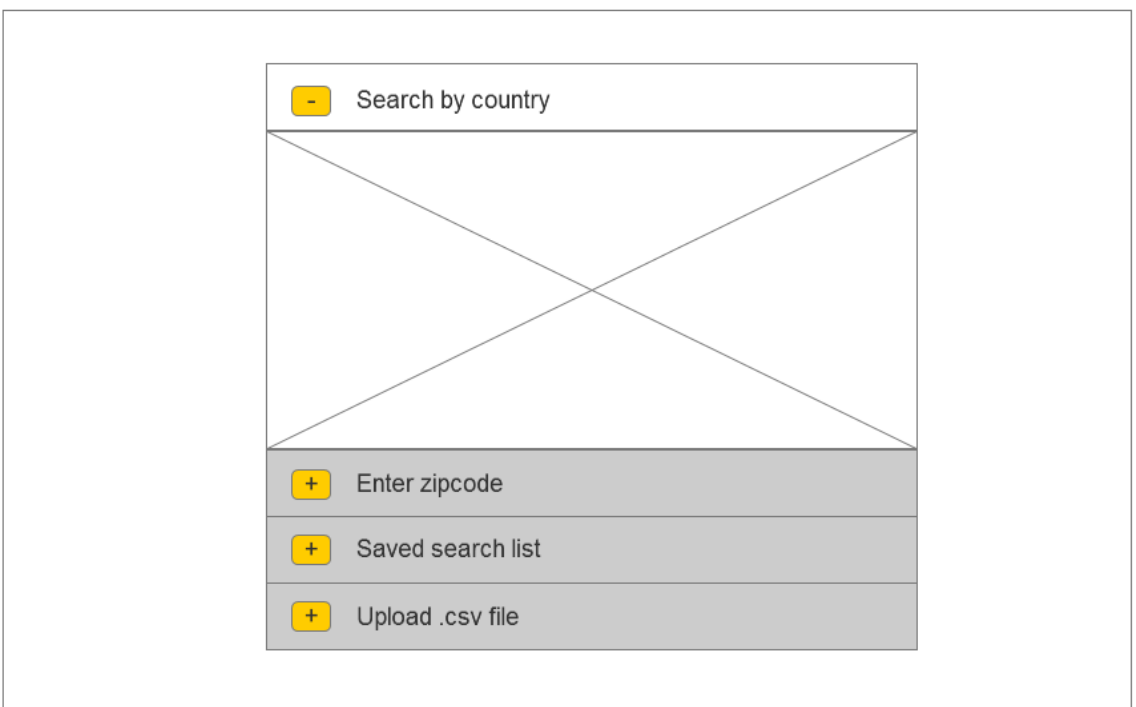 - Search by country
+ Enter zipcode
+ Saved search list
+ Upload .csv file